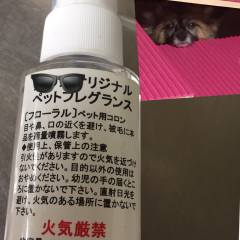 オリジナル
ペットフレグランス
[フローラル]ペット用コロン
目や鼻、口の近くを避け、被毛に本
品を適量噴霧します。
●使用上、保管上の注意
引火性がありますので火気を近づけ
ないでください。目的以外の使用は
おやめください。幼児の手の届くとこ
ろに置かないで下さい。直射日光を
避け、火気のある場所に置かないで下
さい。
火気厳禁